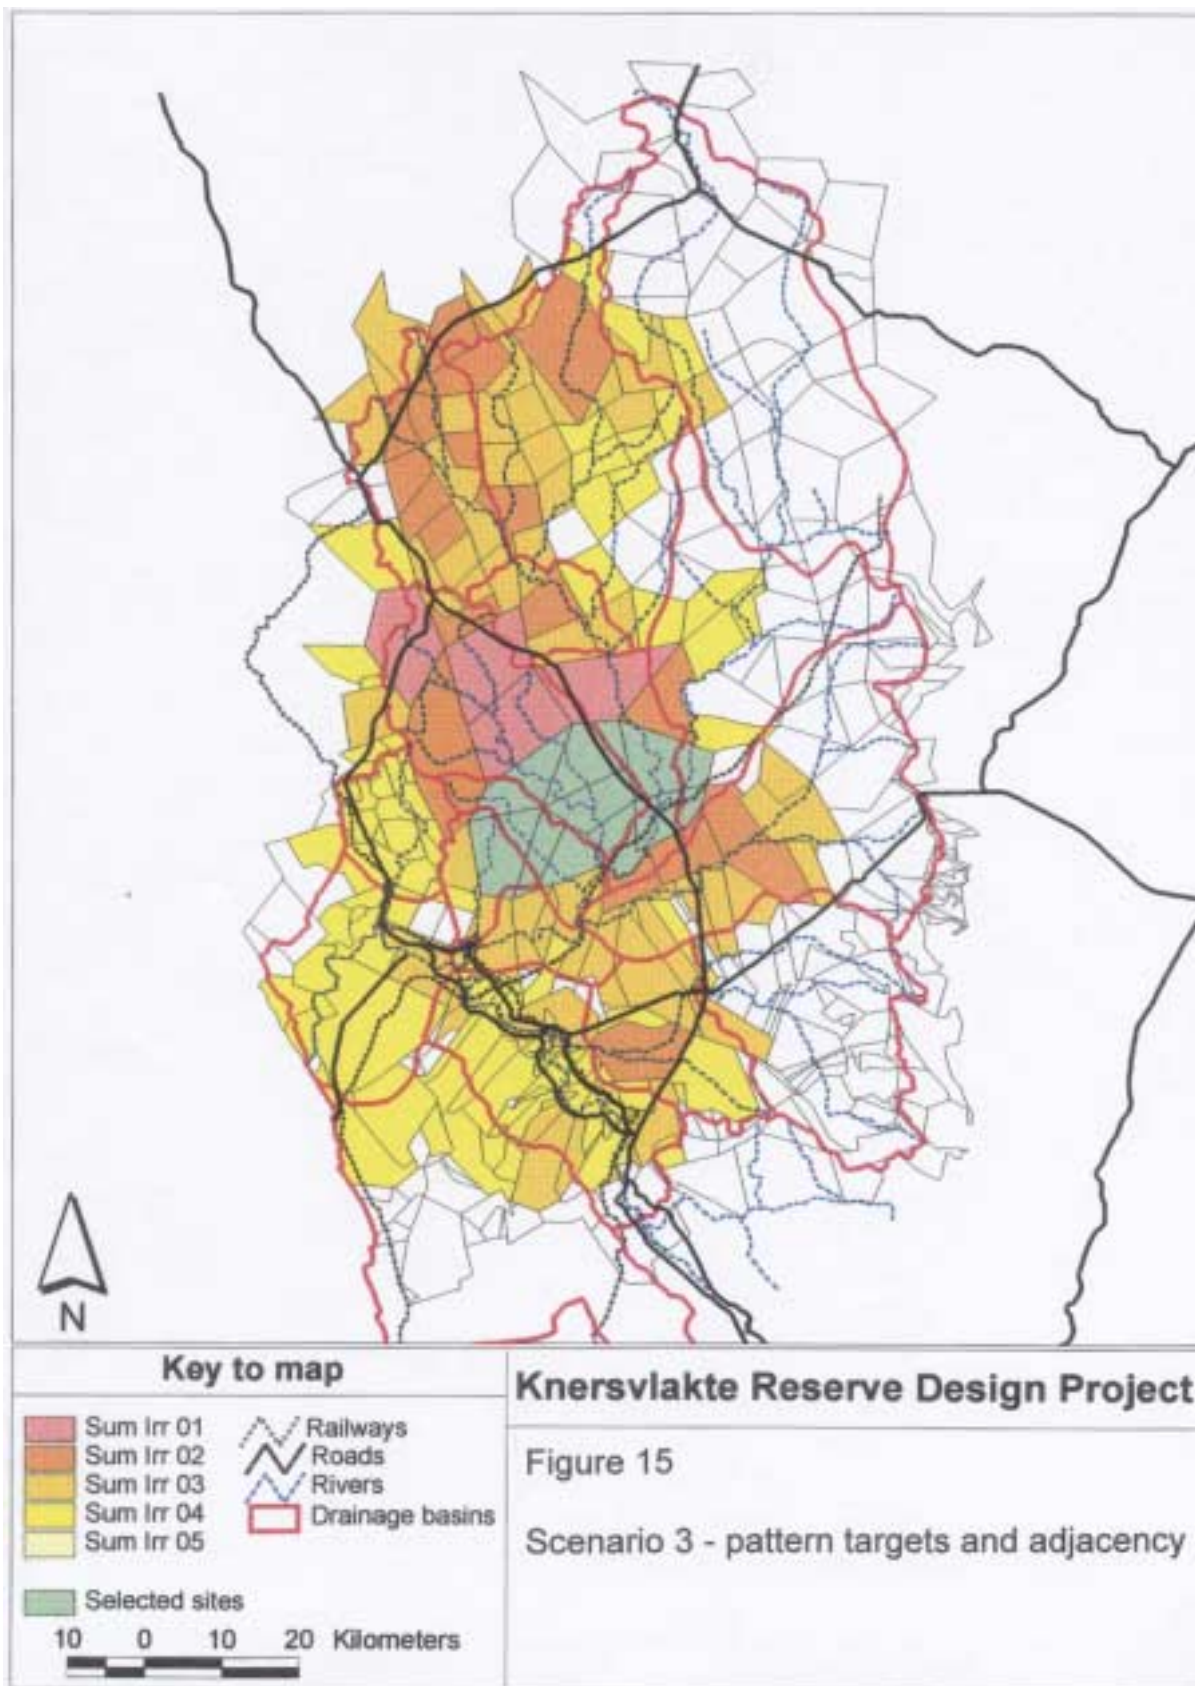 N
Key to map
Sum Irr 01
Sum Irr 02
Sum Irr 03
Sum Irr 04
Sum Irr 05
Selected sites
Railways
Roads
Rivers
Drainage basins
10 0 10 20 Kilometers
Knersvlakte Reserve Design Project
Figure 15
Scenario 3 - pattern targets and adjacency